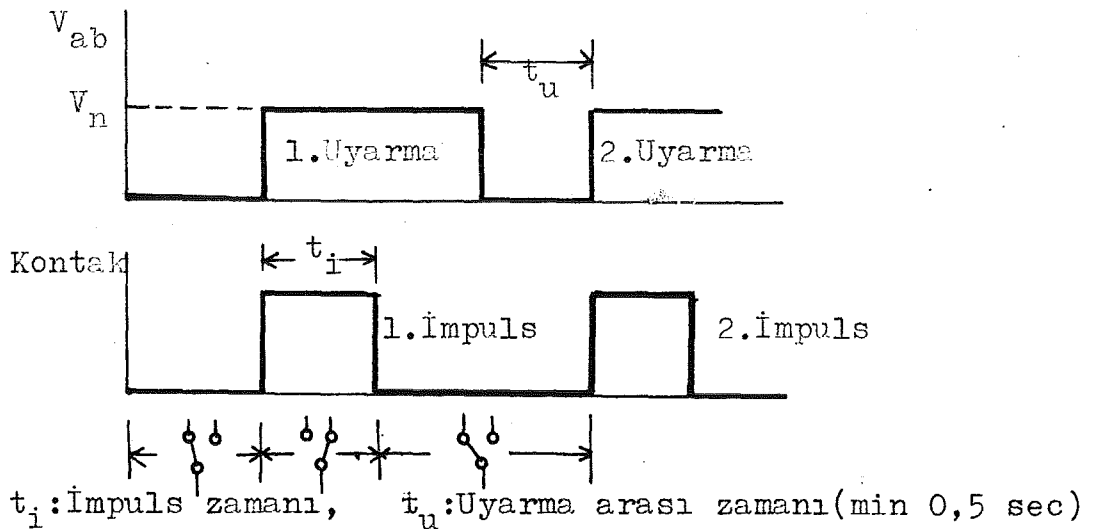 V_ab
t_u
V_n
1.Uyarma 2.Uyarma
Kontak
t_i
1.İmpuls 2.İmpuls
t_i:İmpuls zamanı, t_u:Uyarma arası zamanı(min 0,5 sec)